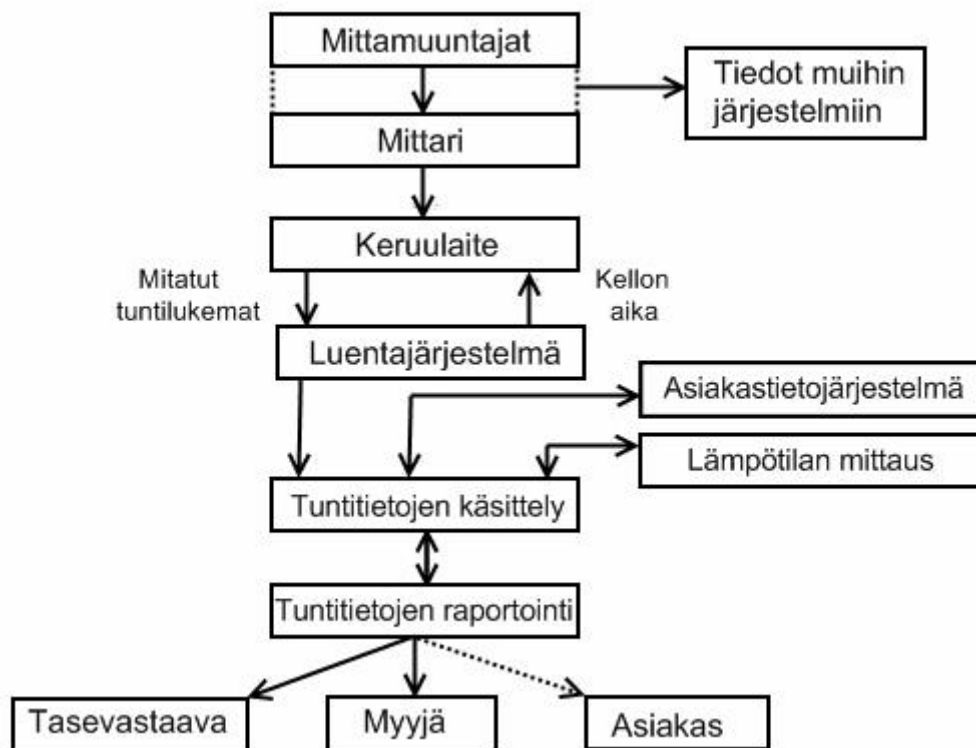 Mittamuuntajat
Tiedot muihin
järjestelmiin
Mittari
Keruulaite
Mitatut
tuntilukemat
Kellon
aika
Luentajärjestelmä
Asiakastietojärjestelmä
Lämpötilan mittaus
Tuntitietojen käsittely
Tuntitietojen raportointi
Tasevastaava
Myyjä
Asiakas